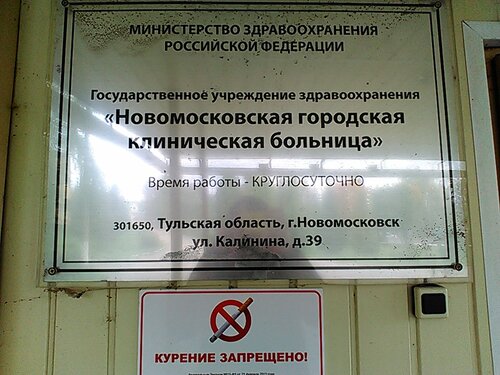 МИНИСТЕРСТВО ЗДРАВООХРАНЕНИЯ
РОССИЙСКОЙ ФЕДЕРАЦИИ
Государственное учреждение здравоохранения
«Новомосковская городская
клиническая больница»
Время работы - КРУГЛОСУТОЧНО
301650, Тульская область, г.Новомосковск
ул. Калинина, д.39
КУРЕНИЕ ЗАПРЕЩЕНО!